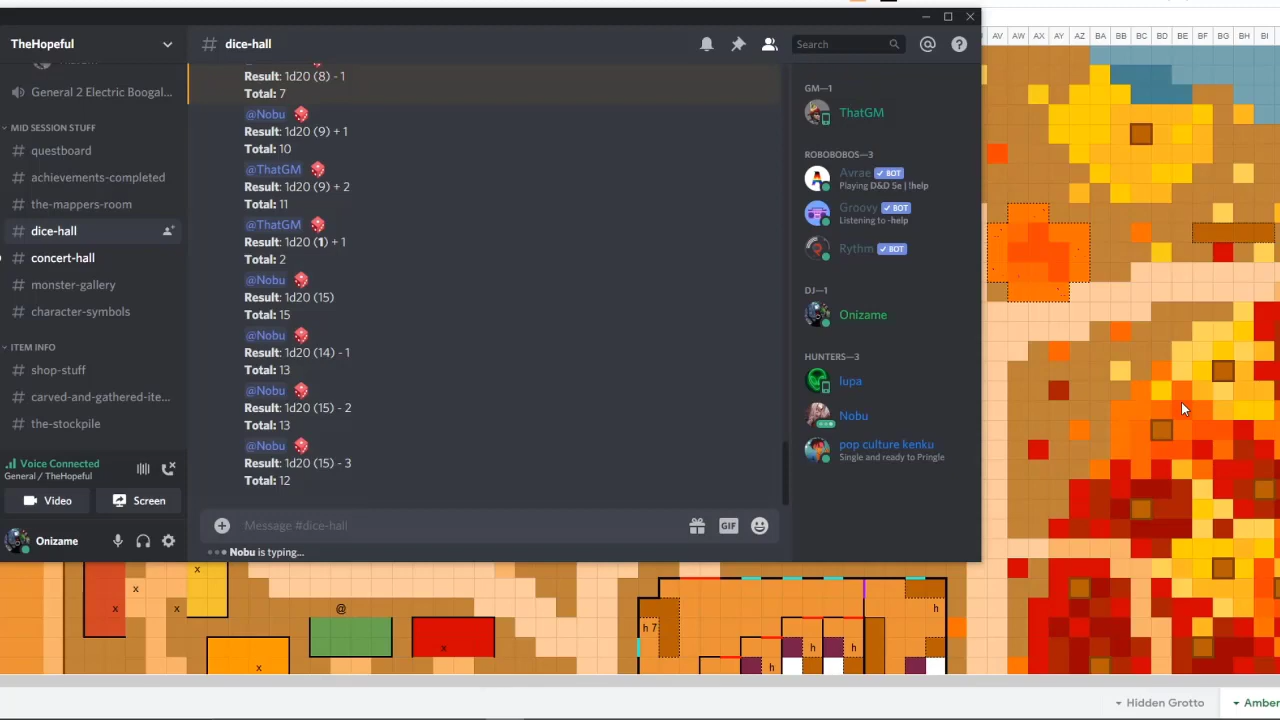 TheHopeful
# dice-hall
Search
General 2 Electric Boogal...
MID SESSION STUFF
# questboard
# achievements-completed
# the-mappers-room
# dice-hall
# concert-hall
# monster-gallery
# character-symbols
ITEM INFO
# shop-stuff
# carved-and-gathered-ite...
# the-stockpile
Voice Connected
General / TheHopeful
Video
Screen
Onizame
Result: 1d20 (8) - 1
Total: 7
@Nobu
Result: 1d20 (9) + 1
Total: 10
@ThatGM
Result: 1d20 (9) + 2
Total: 11
@ThatGM
Result: 1d20 (1) + 1
Total: 2
@Nobu
Result: 1d20 (15)
Total: 15
@Nobu
Result: 1d20 (14) - 1
Total: 13
@Nobu
Result: 1d20 (15) - 2
Total: 13
@Nobu
Result: 1d20 (15) - 3
Total: 12
Message #dice-hall
GIF
Nobu is typing...
GM—1
ThatGM
ROBOBOBOS—3
Avrae BOT
Playing D&D 5e | !help
Groovy BOT
Listening to -help
Rythm BOT
DJ—1
Onizame
HUNTERS—3
lupa
Nobu
pop culture kenku
Single and ready to Pringle
AV AW AX AY AZ BA BB BC BD BE BF BG BH BI
x
x
x x
@
x
x
h
h 7
h h
h
Hidden Grotto
Amber